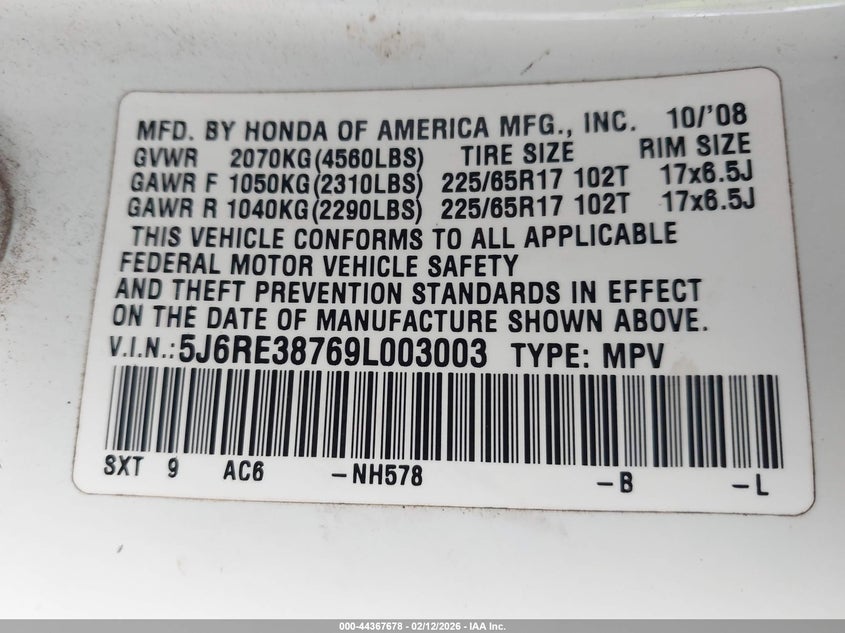 MFD. BY HONDA OF AMERICA MFG., INC. 10/'08
GVWR 2070KG(4560LBS) TIRE SIZE RIM SIZE
GAWR F 1050KG(2310LBS) 225/65R17 102T 17x6.5J
GAWR R 1040KG(2290LBS) 225/65R17 102T 17x6.5J
THIS VEHICLE CONFORMS TO ALL APPLICABLE
FEDERAL MOTOR VEHICLE SAFETY
AND THEFT PREVENTION STANDARDS IN EFFECT
ON THE DATE OF MANUFACTURE SHOWN ABOVE.
V.I.N.: 5J6RE38769L003003 TYPE: MPV
SXT 9 AC6 -NH578 -B -L
000-44367678 - 02/12/2026 - IAA Inc.